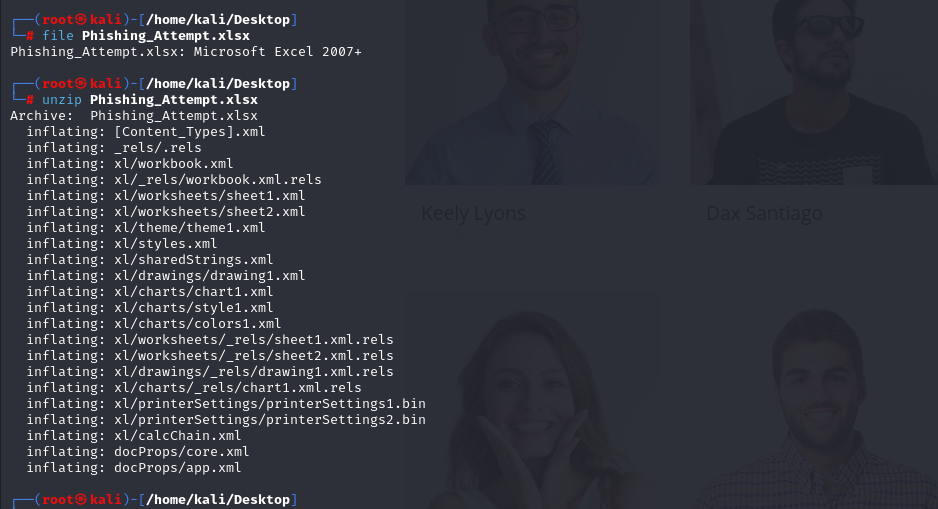 ┌──(root㉿kali)-[/home/kali/Desktop]
└─# file Phishing_Attempt.xlsx
Phishing_Attempt.xlsx: Microsoft Excel 2007+
┌──(root㉿kali)-[/home/kali/Desktop]
└─# unzip Phishing_Attempt.xlsx
Archive:  Phishing_Attempt.xlsx
  inflating: [Content_Types].xml
  inflating: _rels/.rels
  inflating: xl/workbook.xml
  inflating: xl/_rels/workbook.xml.rels
  inflating: xl/worksheets/sheet1.xml
  inflating: xl/worksheets/sheet2.xml
  inflating: xl/theme/theme1.xml
  inflating: xl/styles.xml
  inflating: xl/sharedStrings.xml
  inflating: xl/drawings/drawing1.xml
  inflating: xl/charts/chart1.xml
  inflating: xl/charts/style1.xml
  inflating: xl/charts/colors1.xml
  inflating: xl/worksheets/_rels/sheet1.xml.rels
  inflating: xl/worksheets/_rels/sheet2.xml.rels
  inflating: xl/drawings/_rels/drawing1.xml.rels
  inflating: xl/charts/_rels/chart1.xml.rels
  inflating: xl/printerSettings/printerSettings1.bin
  inflating: xl/printerSettings/printerSettings2.bin
  inflating: xl/calcChain.xml
  inflating: docProps/core.xml
  inflating: docProps/app.xml
┌──(root㉿kali)-[/home/kali/Desktop]
Keely Lyons
Dax Santiago